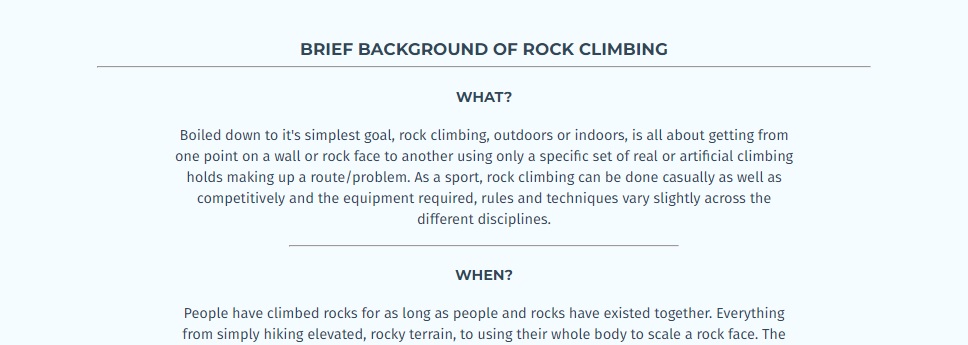 BRIEF BACKGROUND OF ROCK CLIMBING
WHAT?
Boiled down to it's simplest goal, rock climbing, outdoors or indoors, is all about getting from
one point on a wall or rock face to another using only a specific set of real or artificial climbing
holds making up a route/problem. As a sport, rock climbing can be done casually as well as
competitively and the equipment required, rules and techniques vary slightly across the
different disciplines.
WHEN?
People have climbed rocks for as long as people and rocks have existed together. Everything
from simply hiking elevated, rocky terrain, to using their whole body to scale a rock face. The